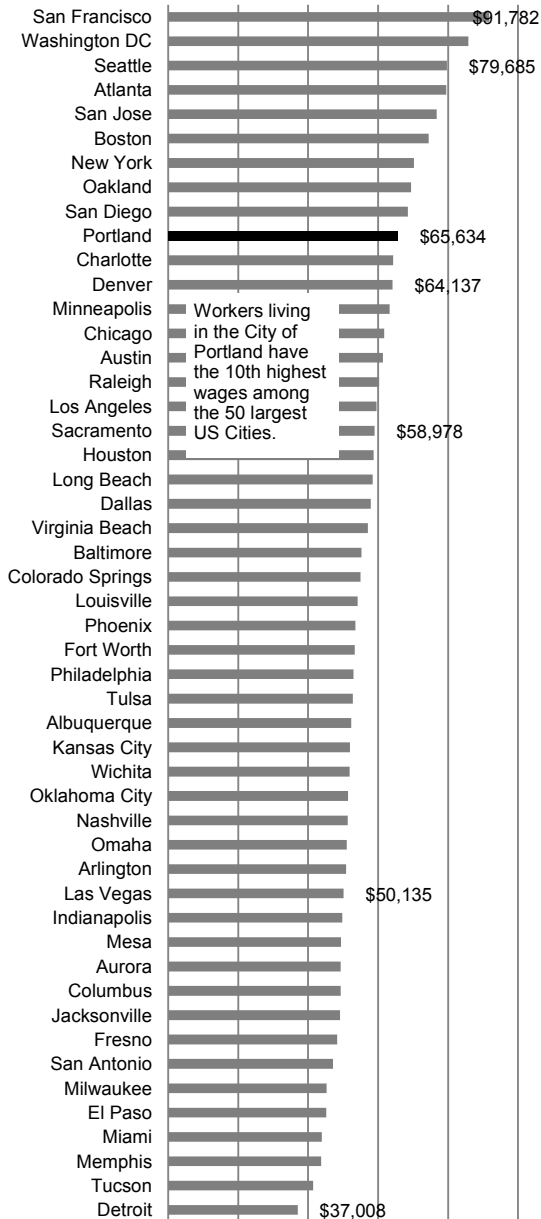 San Francisco $91,782
Washington DC
Seattle $79,685
Atlanta
San Jose
Boston
New York
Oakland
San Diego
Portland $65,634
Charlotte
Denver $64,137
Minneapolis
Chicago
Austin
Raleigh
Los Angeles
Sacramento $58,978
Houston
Workers living
in the City of
Portland have
the 10th highest
wages among
the 50 largest
US Cities.
Long Beach
Dallas
Virginia Beach
Baltimore
Colorado Springs
Louisville
Phoenix
Fort Worth
Philadelphia
Tulsa
Albuquerque
Kansas City
Wichita
Oklahoma City
Nashville
Omaha
Arlington
Las Vegas $50,135
Indianapolis
Mesa
Aurora
Columbus
Jacksonville
Fresno
San Antonio
Milwaukee
El Paso
Miami
Memphis
Tucson
Detroit $37,008